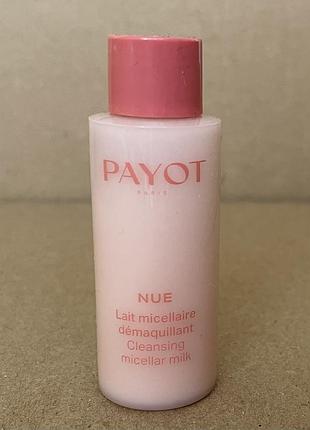 PAYOT
PARIS
NUE
Lait micellaire
démaquillant
Cleansing
micellar milk